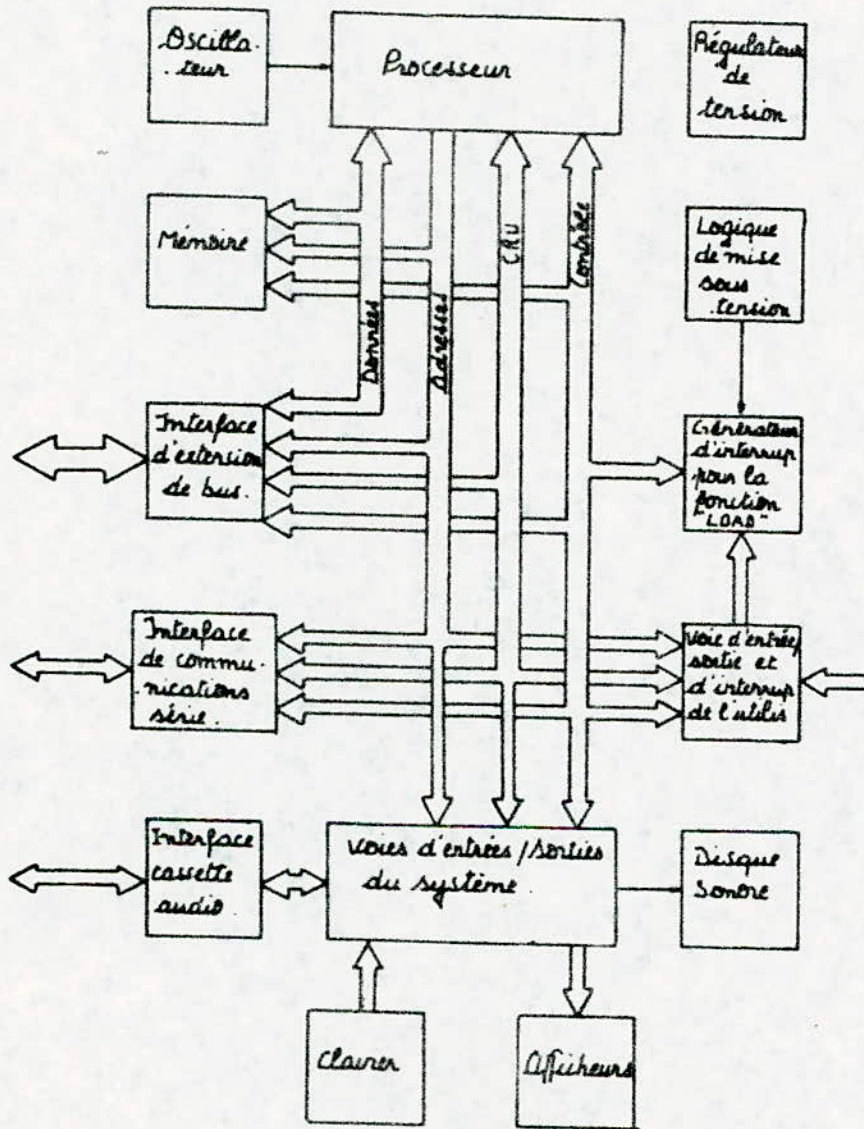 Oscilla.
.teur
Processeur
Régulateur
de
tension
Mémoire
Données
Adresses
CRU
Contrôle
Logique
de mise
sous
tension
Interface
d'extension
de bus.
Générateur
d'interrup
pour la
fonction
"LOAD"
Interface
de commu.
.nications
série.
Voie d'entrée/
sortie et
d'interrup
de l'utilis
Interface
cassette
audio
Voies d'entrées/Sorties
du système
Disque
Sonore
Clavier
Afficheurs